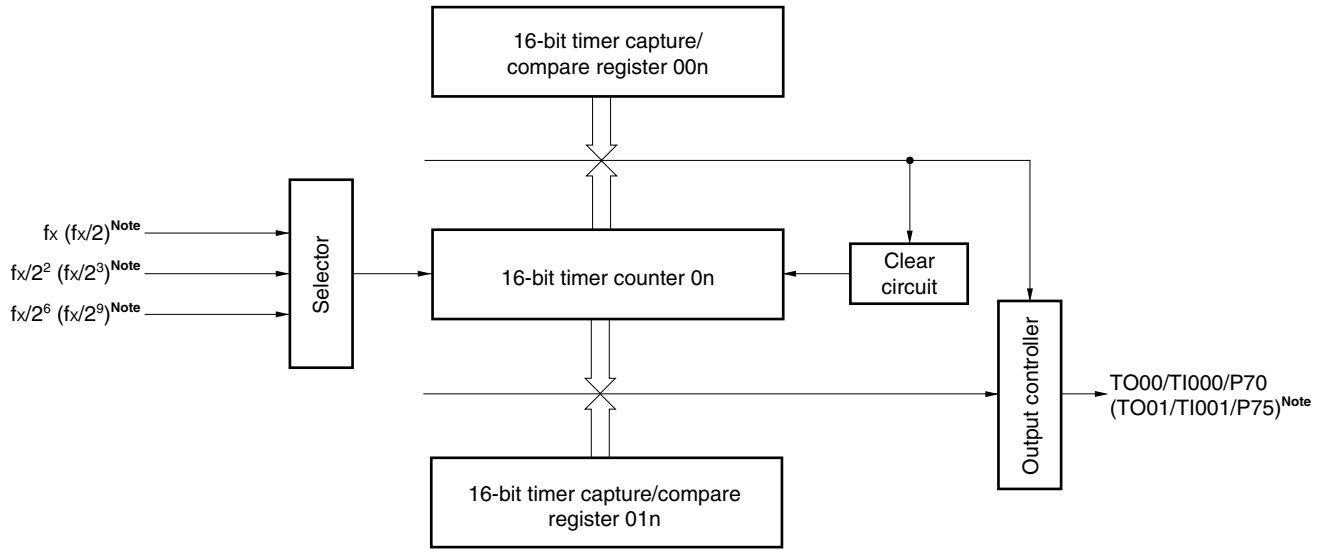 16-bit timer capture/
compare register 00n
fx (fx/2)Note
fx/2² (fx/2³)Note
fx/2⁶ (fx/2⁹)Note
Selector
16-bit timer counter 0n
Clear
circuit
Output controller
TO00/TI000/P70
(TO01/TI001/P75)Note
16-bit timer capture/compare
register 01n